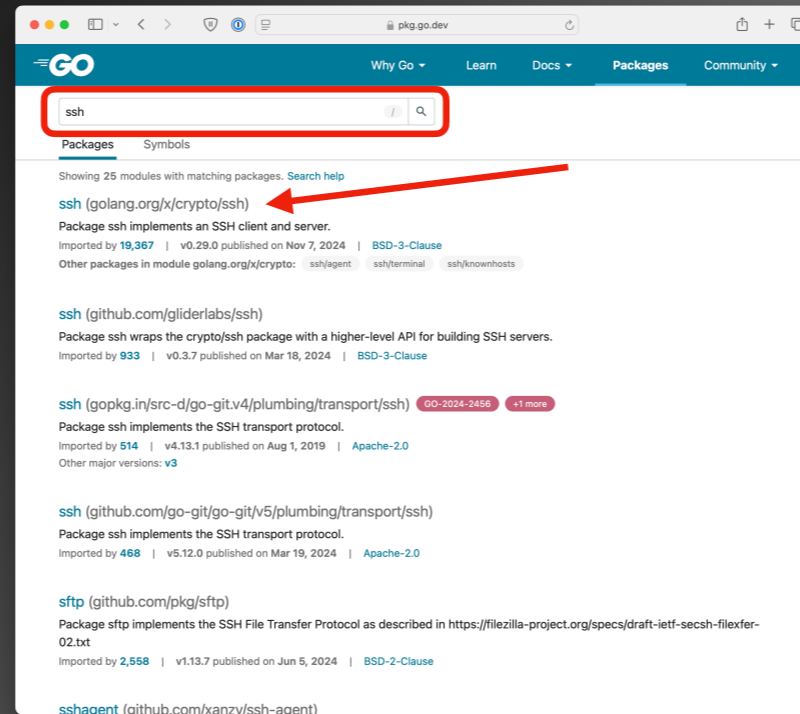 pkg.go.dev
GO
Why Go
Learn
Docs
Packages
Community
ssh
/
Packages
Symbols
Showing 25 modules with matching packages. Search help
ssh (golang.org/x/crypto/ssh)
Package ssh implements an SSH client and server.
Imported by 19,367 | v0.29.0 published on Nov 7, 2024 | BSD-3-Clause
Other packages in module golang.org/x/crypto: ssh/agent ssh/terminal ssh/knownhosts
ssh (github.com/gliderlabs/ssh)
Package ssh wraps the crypto/ssh package with a higher-level API for building SSH servers.
Imported by 933 | v0.3.7 published on Mar 18, 2024 | BSD-3-Clause
ssh (gopkg.in/src-d/go-git.v4/plumbing/transport/ssh) GO-2024-2456 +1 more
Package ssh implements the SSH transport protocol.
Imported by 514 | v4.13.1 published on Aug 1, 2019 | Apache-2.0
Other major versions: v3
ssh (github.com/go-git/go-git/v5/plumbing/transport/ssh)
Package ssh implements the SSH transport protocol.
Imported by 468 | v5.12.0 published on Mar 19, 2024 | Apache-2.0
sftp (github.com/pkg/sftp)
Package sftp implements the SSH File Transfer Protocol as described in https://filezilla-project.org/specs/draft-ietf-secsh-filexfer-
02.txt
Imported by 2,558 | v1.13.7 published on Jun 5, 2024 | BSD-2-Clause
sshagent (github.com/xanzy/ssh-agent)